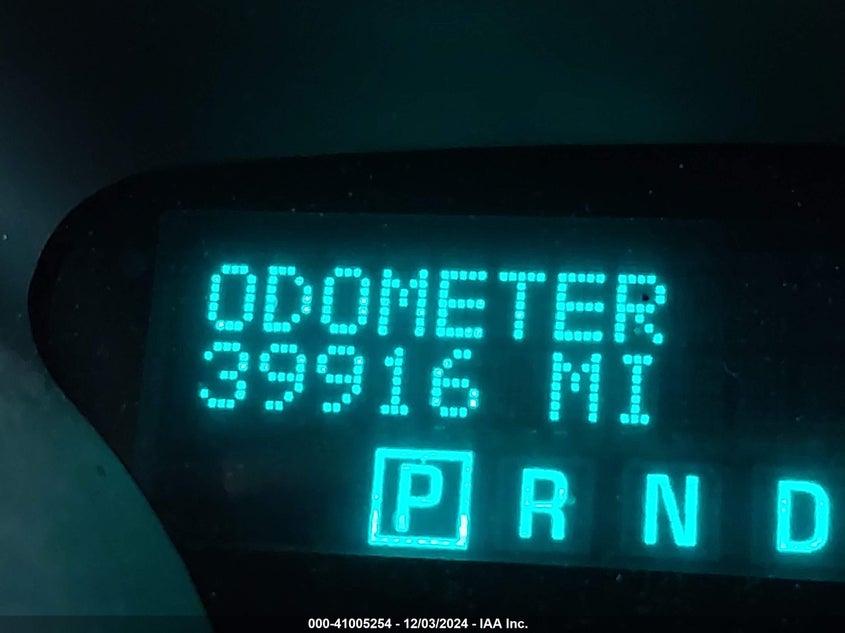 ODOMETER
39916 MI
P R N D
000-41005254 - 12/03/2024 - IAA Inc.